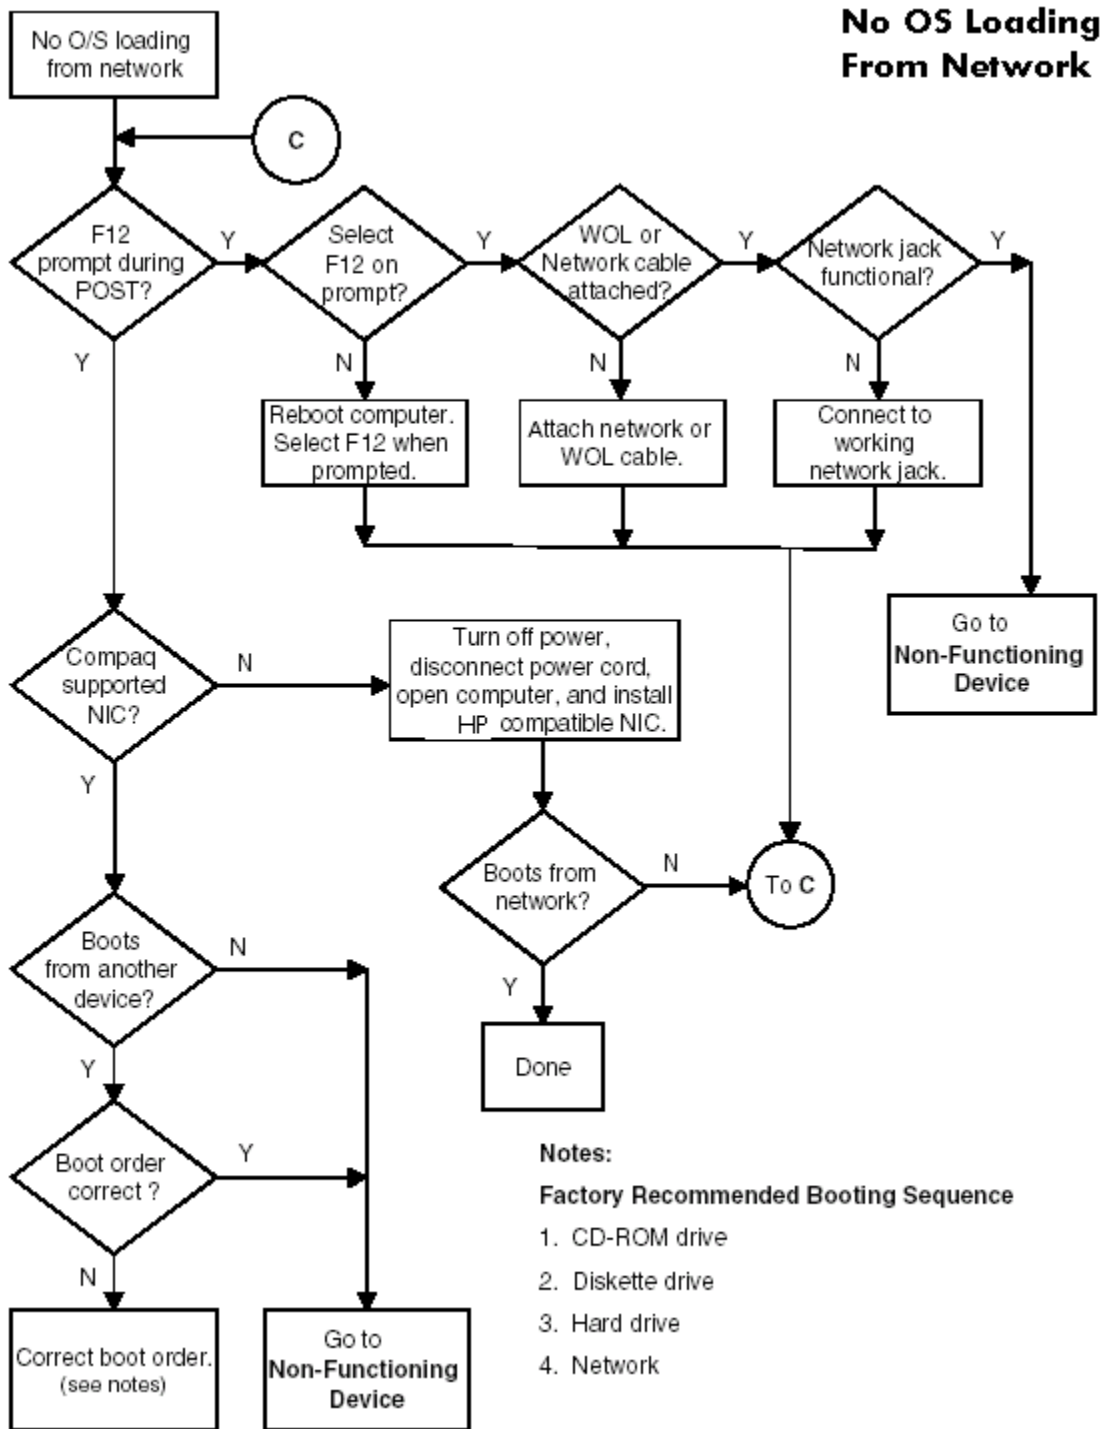 No OS Loading
From Network
No O/S loading
from network
C
F12
prompt during
POST?
Y
Select
F12 on
prompt?
Y
WOL or
Network cable
attached?
Y
Network jack
functional?
Y
Y
N
N
N
Reboot computer.
Select F12 when
prompted.
Attach network or
WOL cable.
Connect to
working
network jack.
Go to
Non-Functioning
Device
Compaq
supported
NIC?
N
Turn off power,
disconnect power cord,
open computer, and install
HP compatible NIC.
Y
Boots from
network?
N
To C
Y
Done
Boots
from another
device?
N
Y
Boot order
correct ?
Y
N
Correct boot order.
(see notes)
Go to
Non-Functioning
Device
Notes:
Factory Recommended Booting Sequence
1. CD-ROM drive
2. Diskette drive
3. Hard drive
4. Network